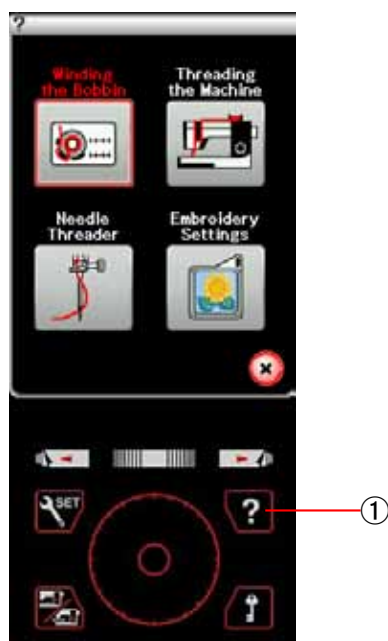 ?
Winding
the Bobbin
Threading
the Machine
Needle
Threader
Embroidery
Settings
SET
?
①